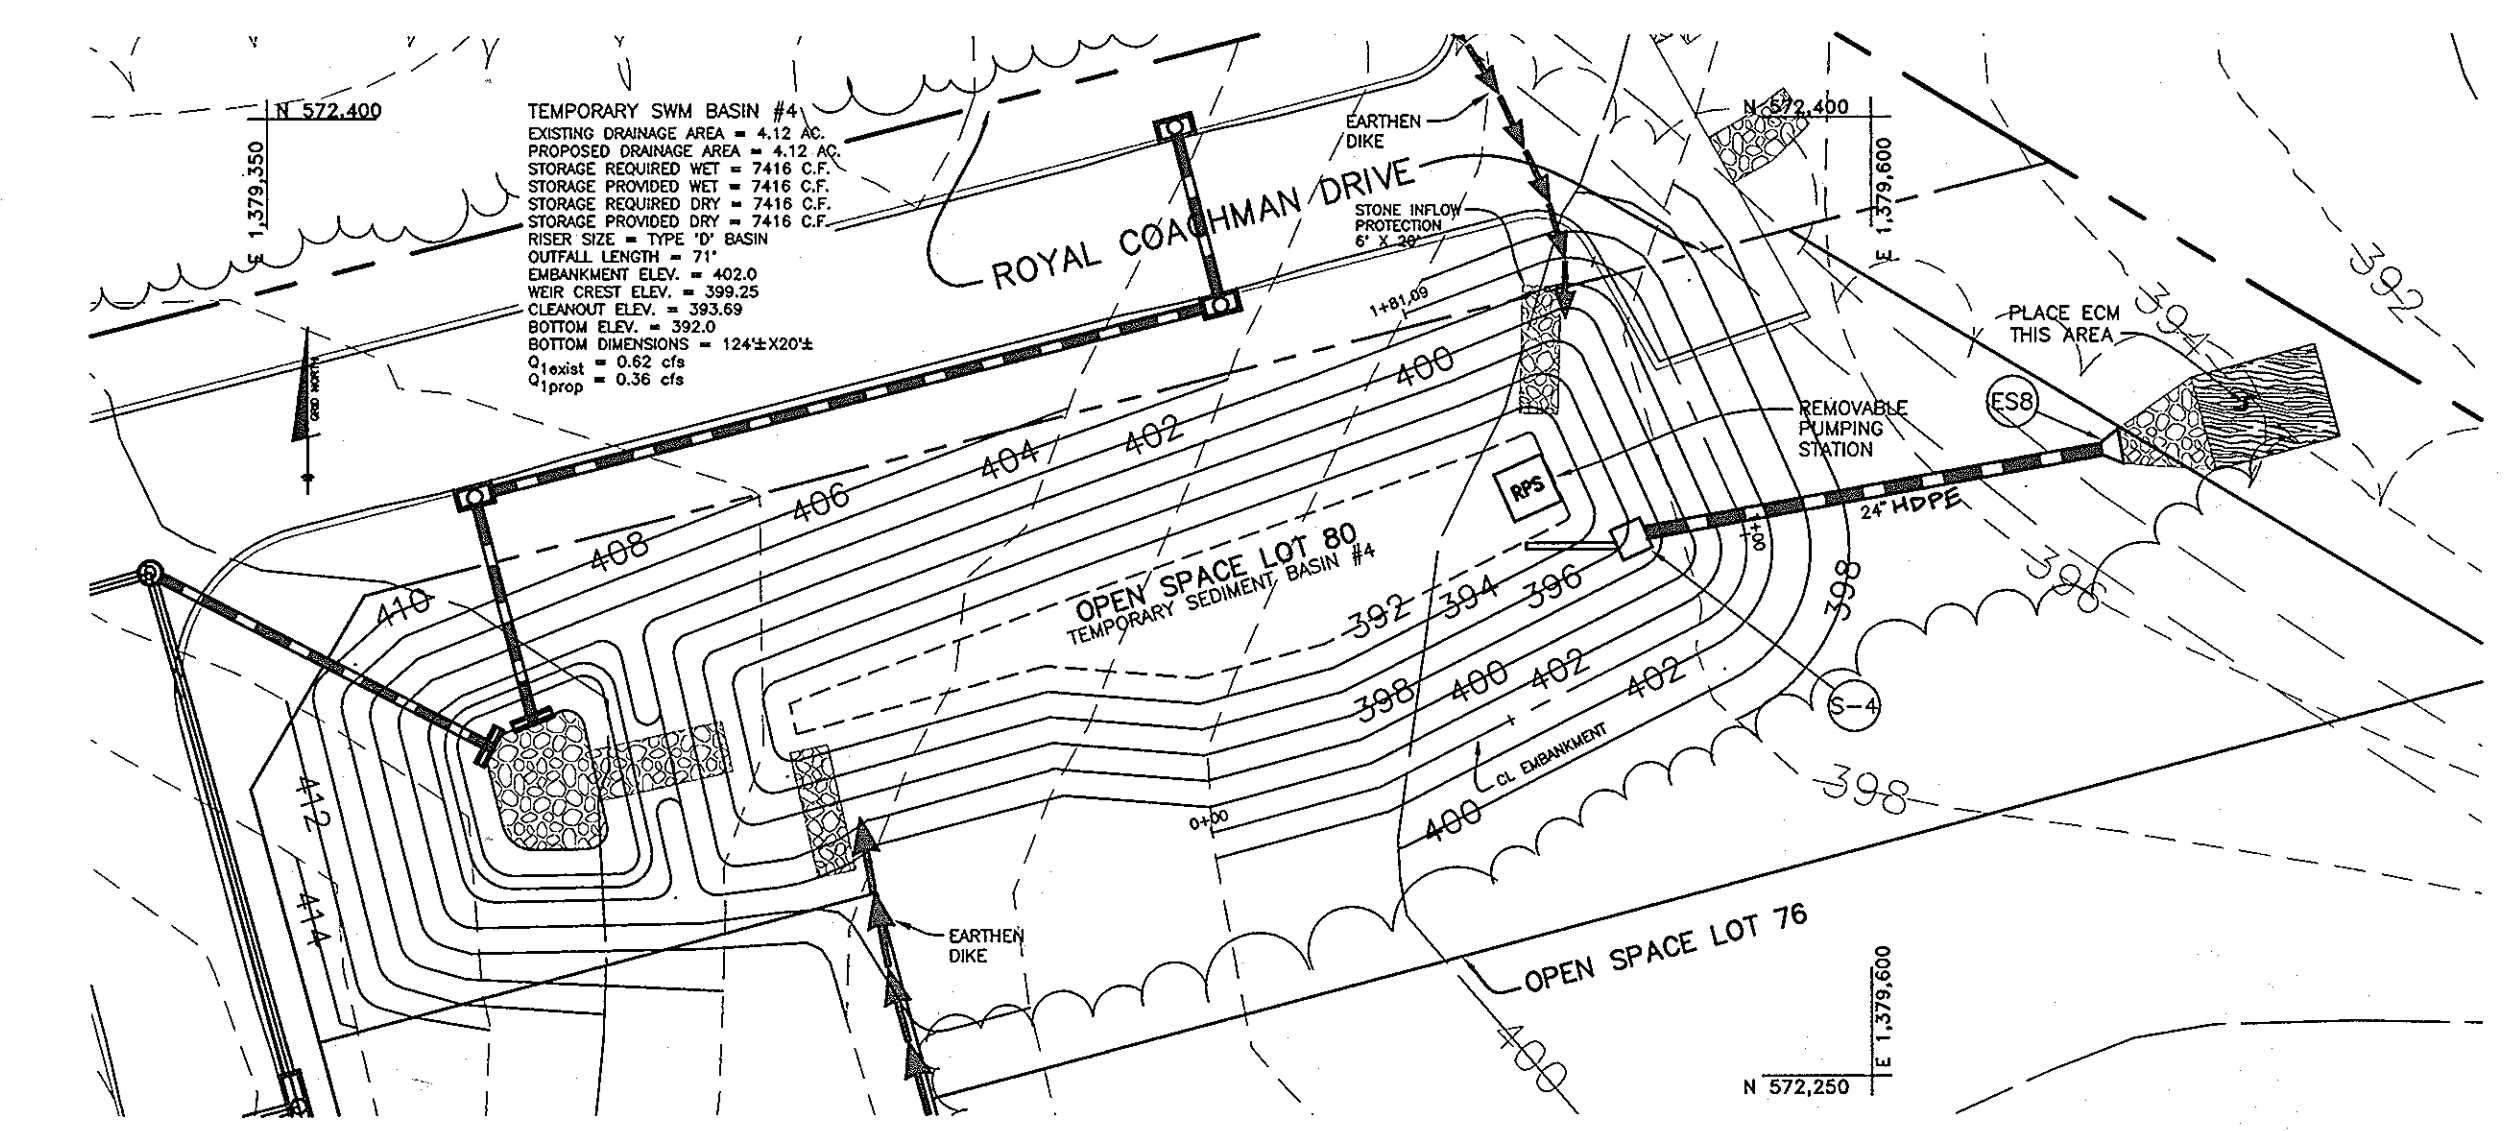 N 572,400
E 1,379,350
TEMPORARY SWM BASIN #4
EXISTING DRAINAGE AREA = 4.12 AC.
PROPOSED DRAINAGE AREA = 4.12 AC.
STORAGE REQUIRED WET = 7416 C.F.
STORAGE PROVIDED WET = 7416 C.F.
STORAGE REQUIRED DRY = 7416 C.F.
STORAGE PROVIDED DRY = 7416 C.F.
RISER SIZE = TYPE 'D' BASIN
OUTFALL LENGTH = 71'
EMBANKMENT ELEV. = 402.0
WEIR CREST ELEV. = 399.25
CLEANOUT ELEV. = 393.69
BOTTOM ELEV. = 392.0
BOTTOM DIMENSIONS = 124'±X20'±
Q1exist = 0.62 cfs
Q1prop = 0.36 cfs
GRID NORTH
EARTHEN
DIKE
ROYAL COACHMAN DRIVE
STONE INFLOW
PROTECTION
6' X 20'
N 572,400
E 1,379,600
392
394
PLACE ECM
THIS AREA
1+81.09
400
402
404
406
408
410
REMOVABLE
PUMPING
STATION
ES8
RPS
24" HDPE
1+00
OPEN SPACE LOT 80
TEMPORARY SEDIMENT BASIN #4
392
394
396
398
396
398
400
402
402
S-4
CL EMBANKMENT
398
400
0+00
412
414
EARTHEN
DIKE
OPEN SPACE LOT 76
400
E 1,379,600
N 572,250